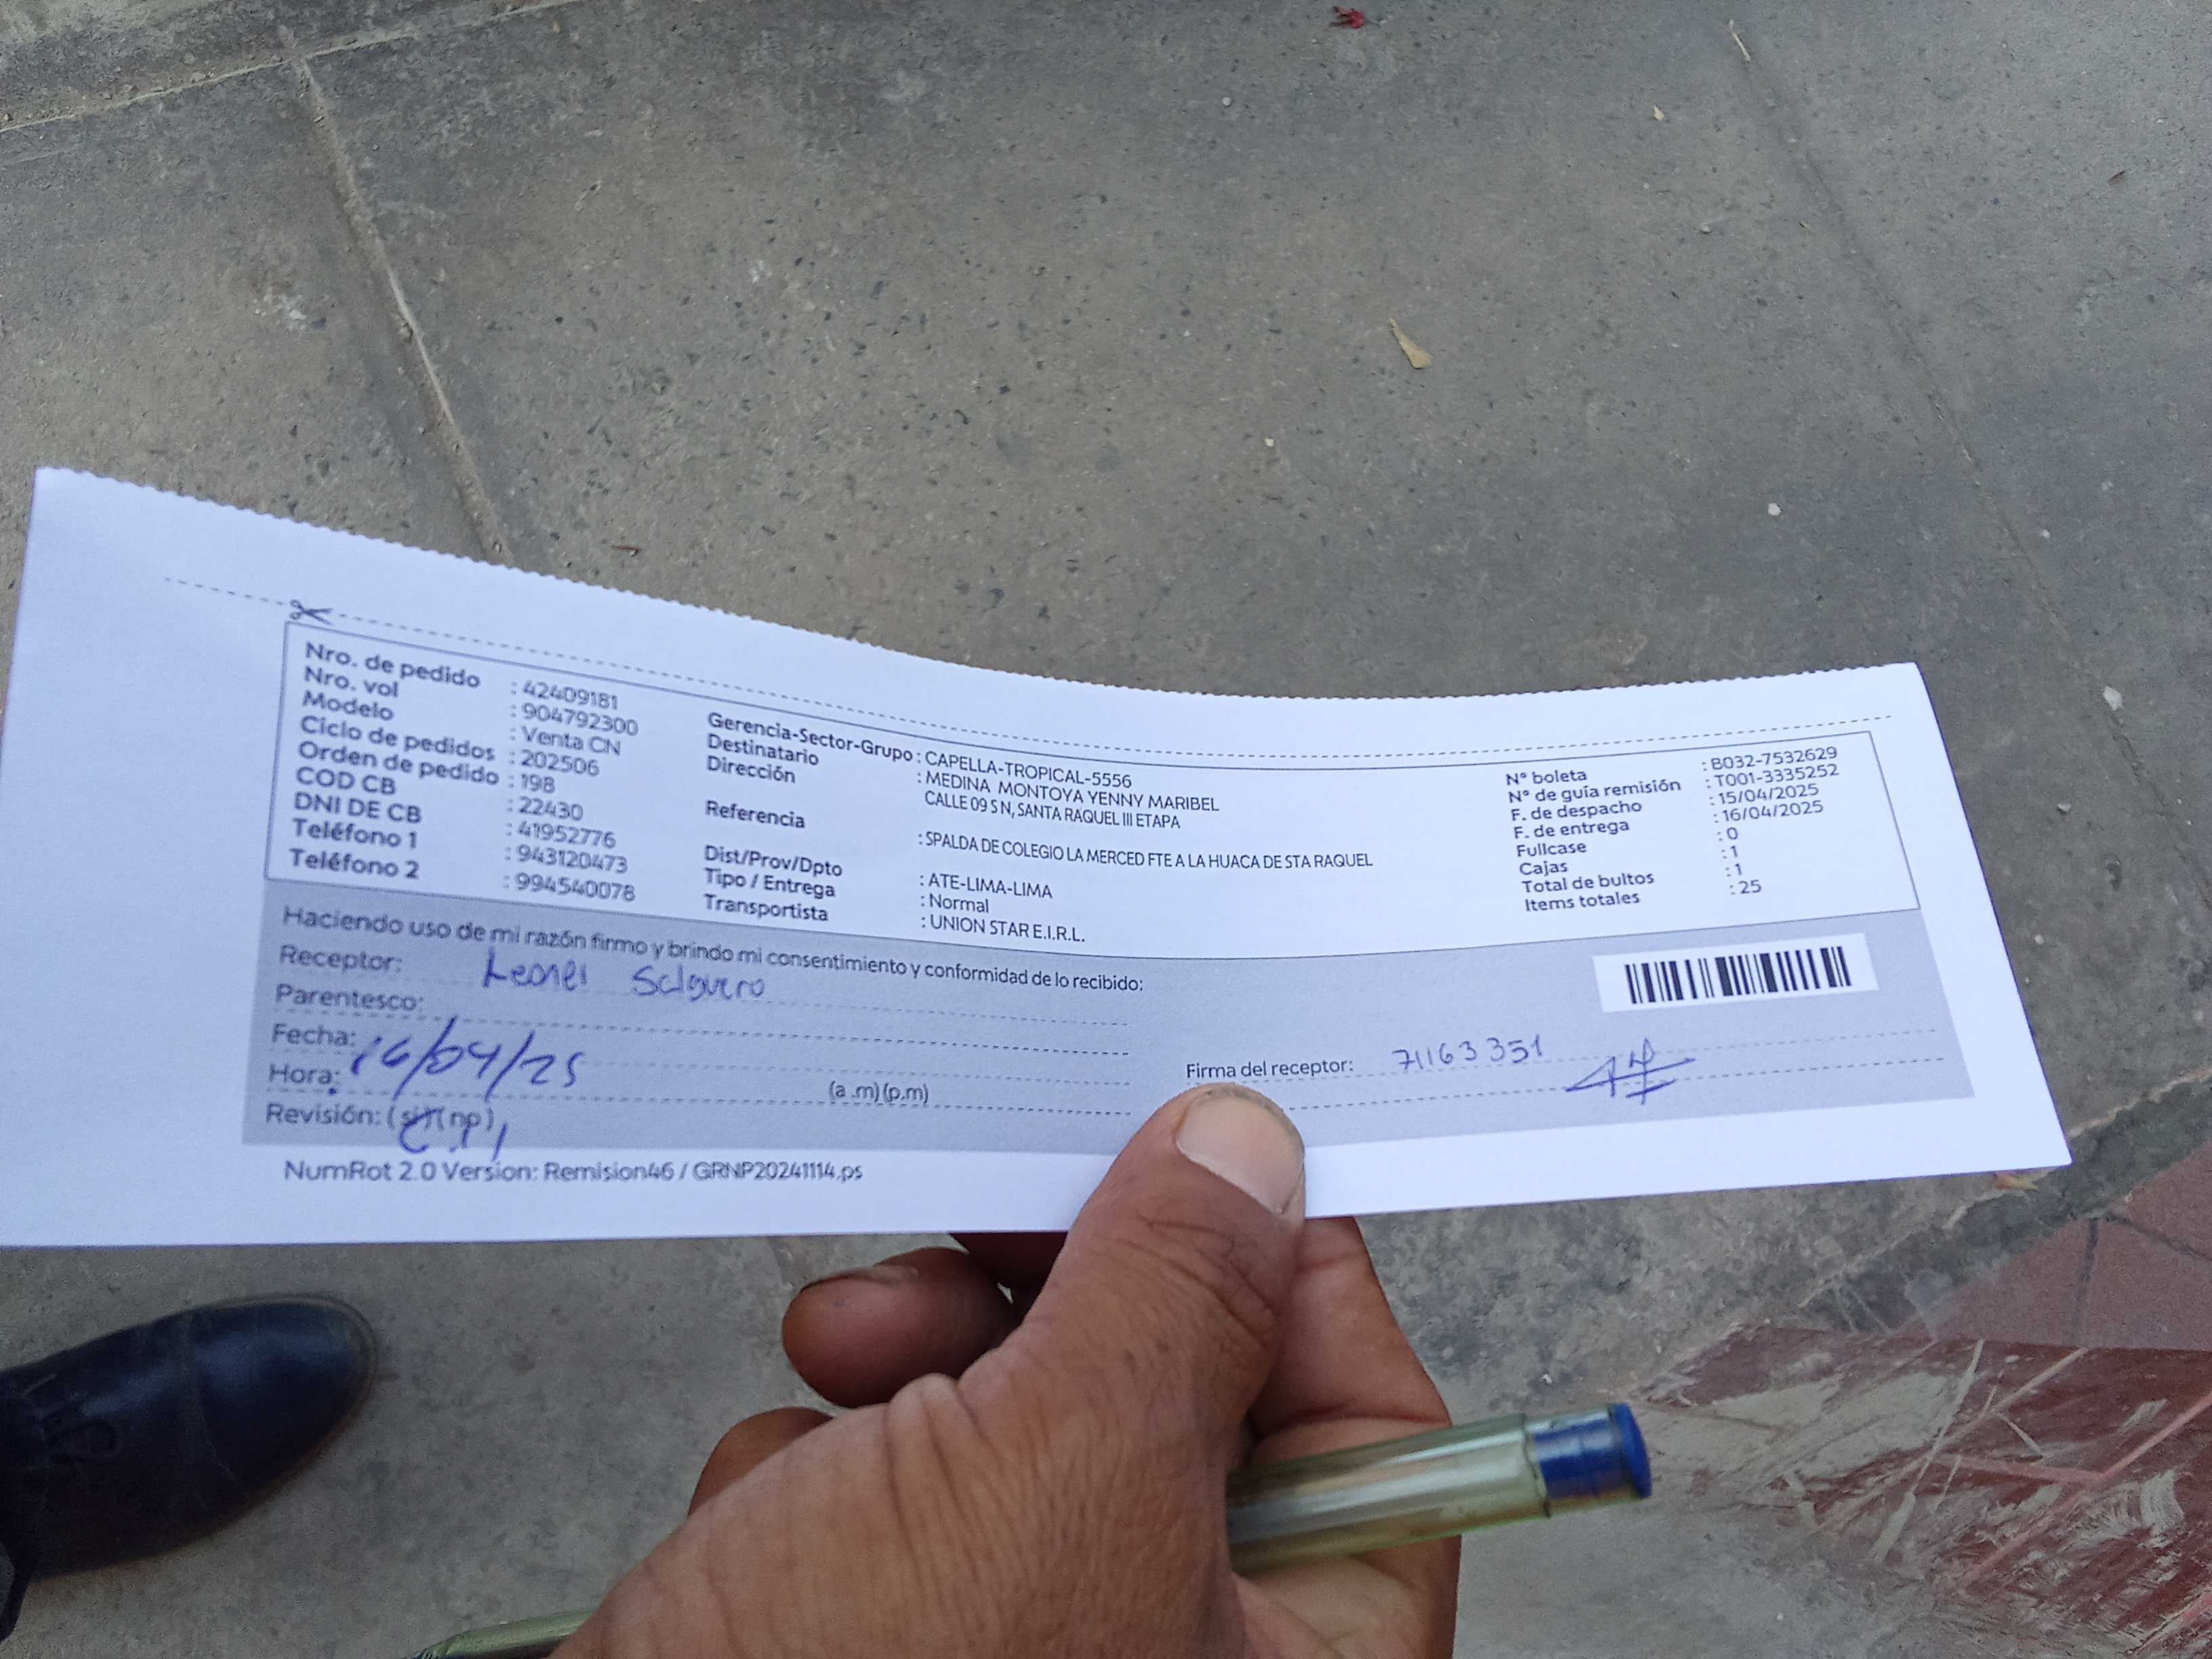 Nro. de pedido : 42409181
Nro. vol : 904792300
Modelo : Venta CN
Ciclo de pedidos : 202506
Orden de pedido : 198
COD CB : 22430
DNI DE CB : 41952776
Teléfono 1 : 943120473
Teléfono 2 : 994540078
Gerencia-Sector-Grupo : CAPELLA-TROPICAL-5556
Destinatario : MEDINA MONTOYA YENNY MARIBEL
Dirección CALLE 09 S N, SANTA RAQUEL III ETAPA
Referencia : SPALDA DE COLEGIO LA MERCED FTE A LA HUACA DE STA RAQUEL
Dist/Prov/Dpto : ATE-LIMA-LIMA
Tipo / Entrega : Normal
Transportista : UNION STAR E.I.R.L.
N° boleta : B032-7532629
N° de guía remisión : T001-3335252
F. de despacho : 15/04/2025
F. de entrega : 16/04/2025
Fullcase : 0
Cajas : 1
Total de bultos : 1
Items totales : 25
Haciendo uso de mi razón firmo y brindo mi consentimiento y conformidad de lo recibido:
Receptor: Leonel Salguero
Parentesco:
Fecha: 16/04/25
Hora: (a .m) (p.m)
Revisión: (si) (no)
Firma del receptor: 71163351
NumRot 2.0 Version: Remision46 / GRNP20241114.ps